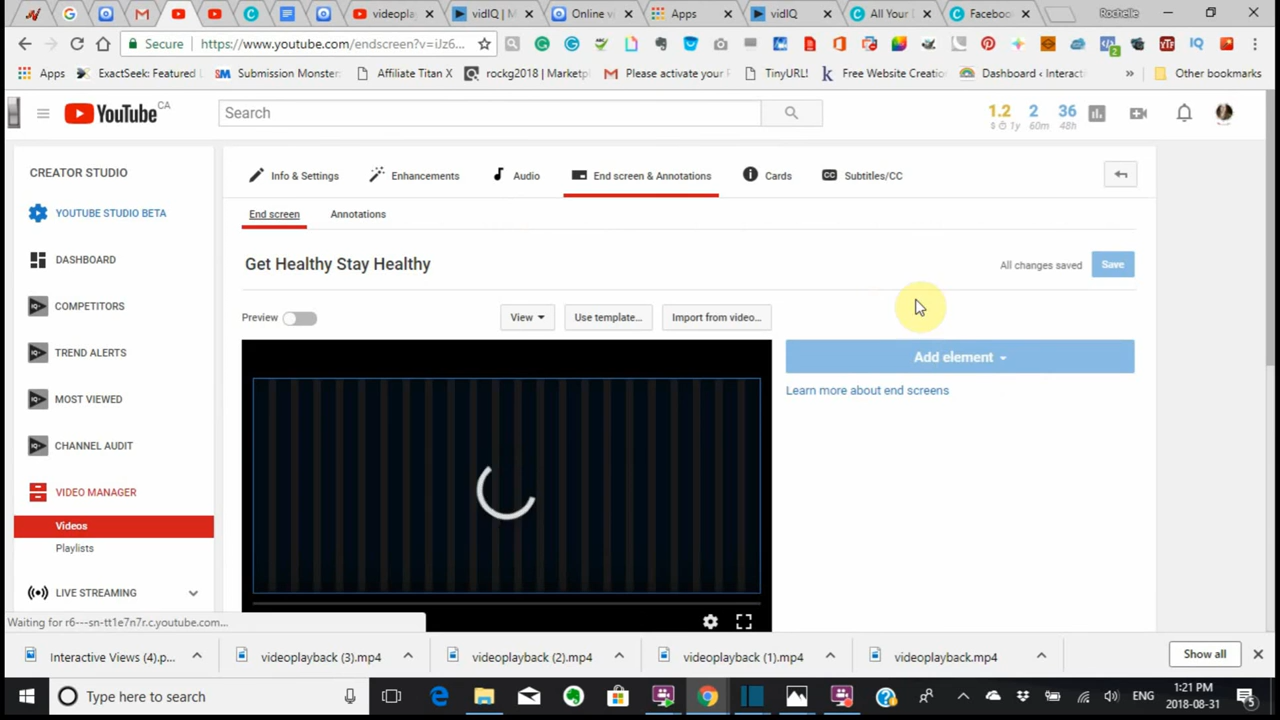 videoplay
vidIQ | M
Online v
Apps
vidIQ
All Your
Faceboo
Rochelle
Secure
https://www.youtube.com/endscreen?v=iJz6...
Apps
ExactSeek: Featured
Submission Monster
Affiliate Titan X
rockg2018 | Marketpl
Please activate your
TinyURL!
Free Website Creatio
Dashboard ‹ Interact
»
Other bookmarks
YouTube CA
Search
1.2
2
36
1y
60m
48h
CREATOR STUDIO
YOUTUBE STUDIO BETA
DASHBOARD
COMPETITORS
TREND ALERTS
MOST VIEWED
CHANNEL AUDIT
VIDEO MANAGER
Videos
Playlists
LIVE STREAMING
Info & Settings
Enhancements
Audio
End screen & Annotations
Cards
CC Subtitles/CC
End screen
Annotations
Get Healthy Stay Healthy
All changes saved
Save
Preview
View
Use template...
Import from video...
Add element
Learn more about end screens
Waiting for r6---sn-tt1e7n7r.c.youtube.com...
Interactive Views (4).p...
videoplayback (3).mp4
videoplayback (2).mp4
videoplayback (1).mp4
videoplayback.mp4
Show all
Type here to search
ENG
1:21 PM
2018-08-31
5